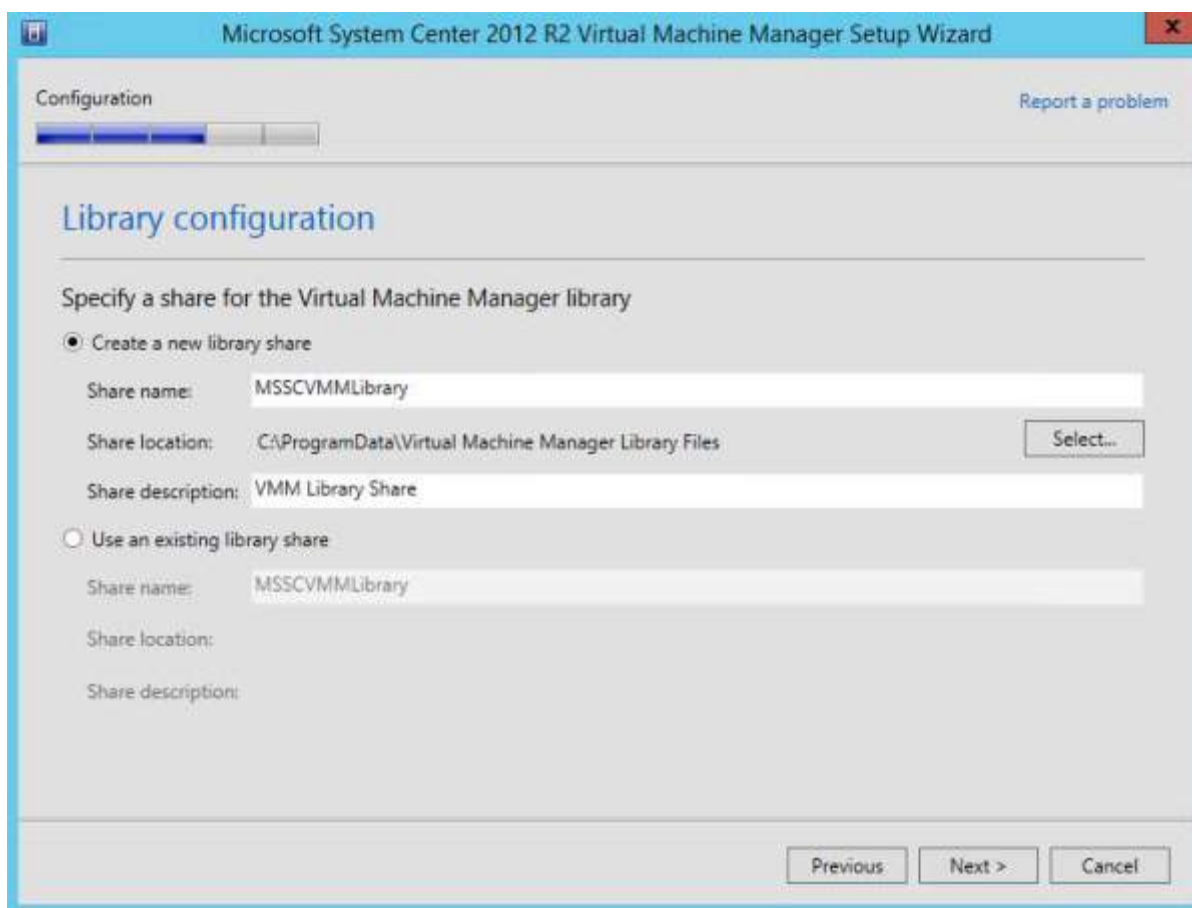 Microsoft System Center 2012 R2 Virtual Machine Manager Setup Wizard
x
Configuration
Report a problem
Library configuration
Specify a share for the Virtual Machine Manager library
Create a new library share
Share name: MSSCVMMLibrary
Share location: C:\ProgramData\Virtual Machine Manager Library Files Select...
Share description: VMM Library Share
Use an existing library share
Share name: MSSCVMMLibrary
Share location:
Share description:
Previous Next > Cancel